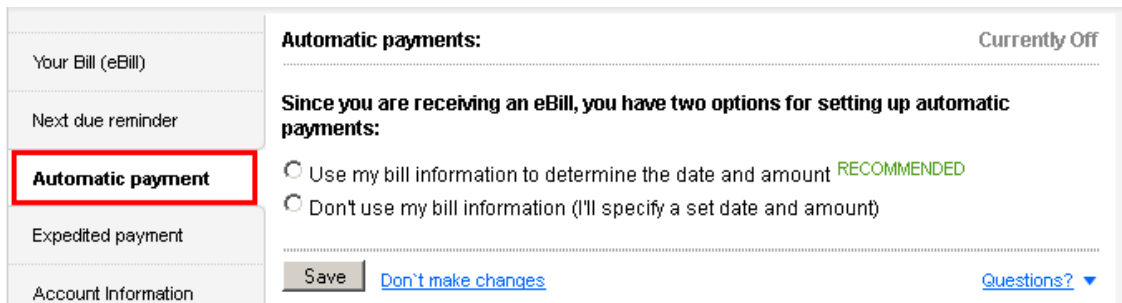 Your Bill (eBill)
Next due reminder
Automatic payment
Expedited payment
Account Information
Automatic payments:
Currently Off
Since you are receiving an eBill, you have two options for setting up automatic
payments:
Use my bill information to determine the date and amount RECOMMENDED
Don't use my bill information (I'll specify a set date and amount)
Save
Don`t make changes
Questions?